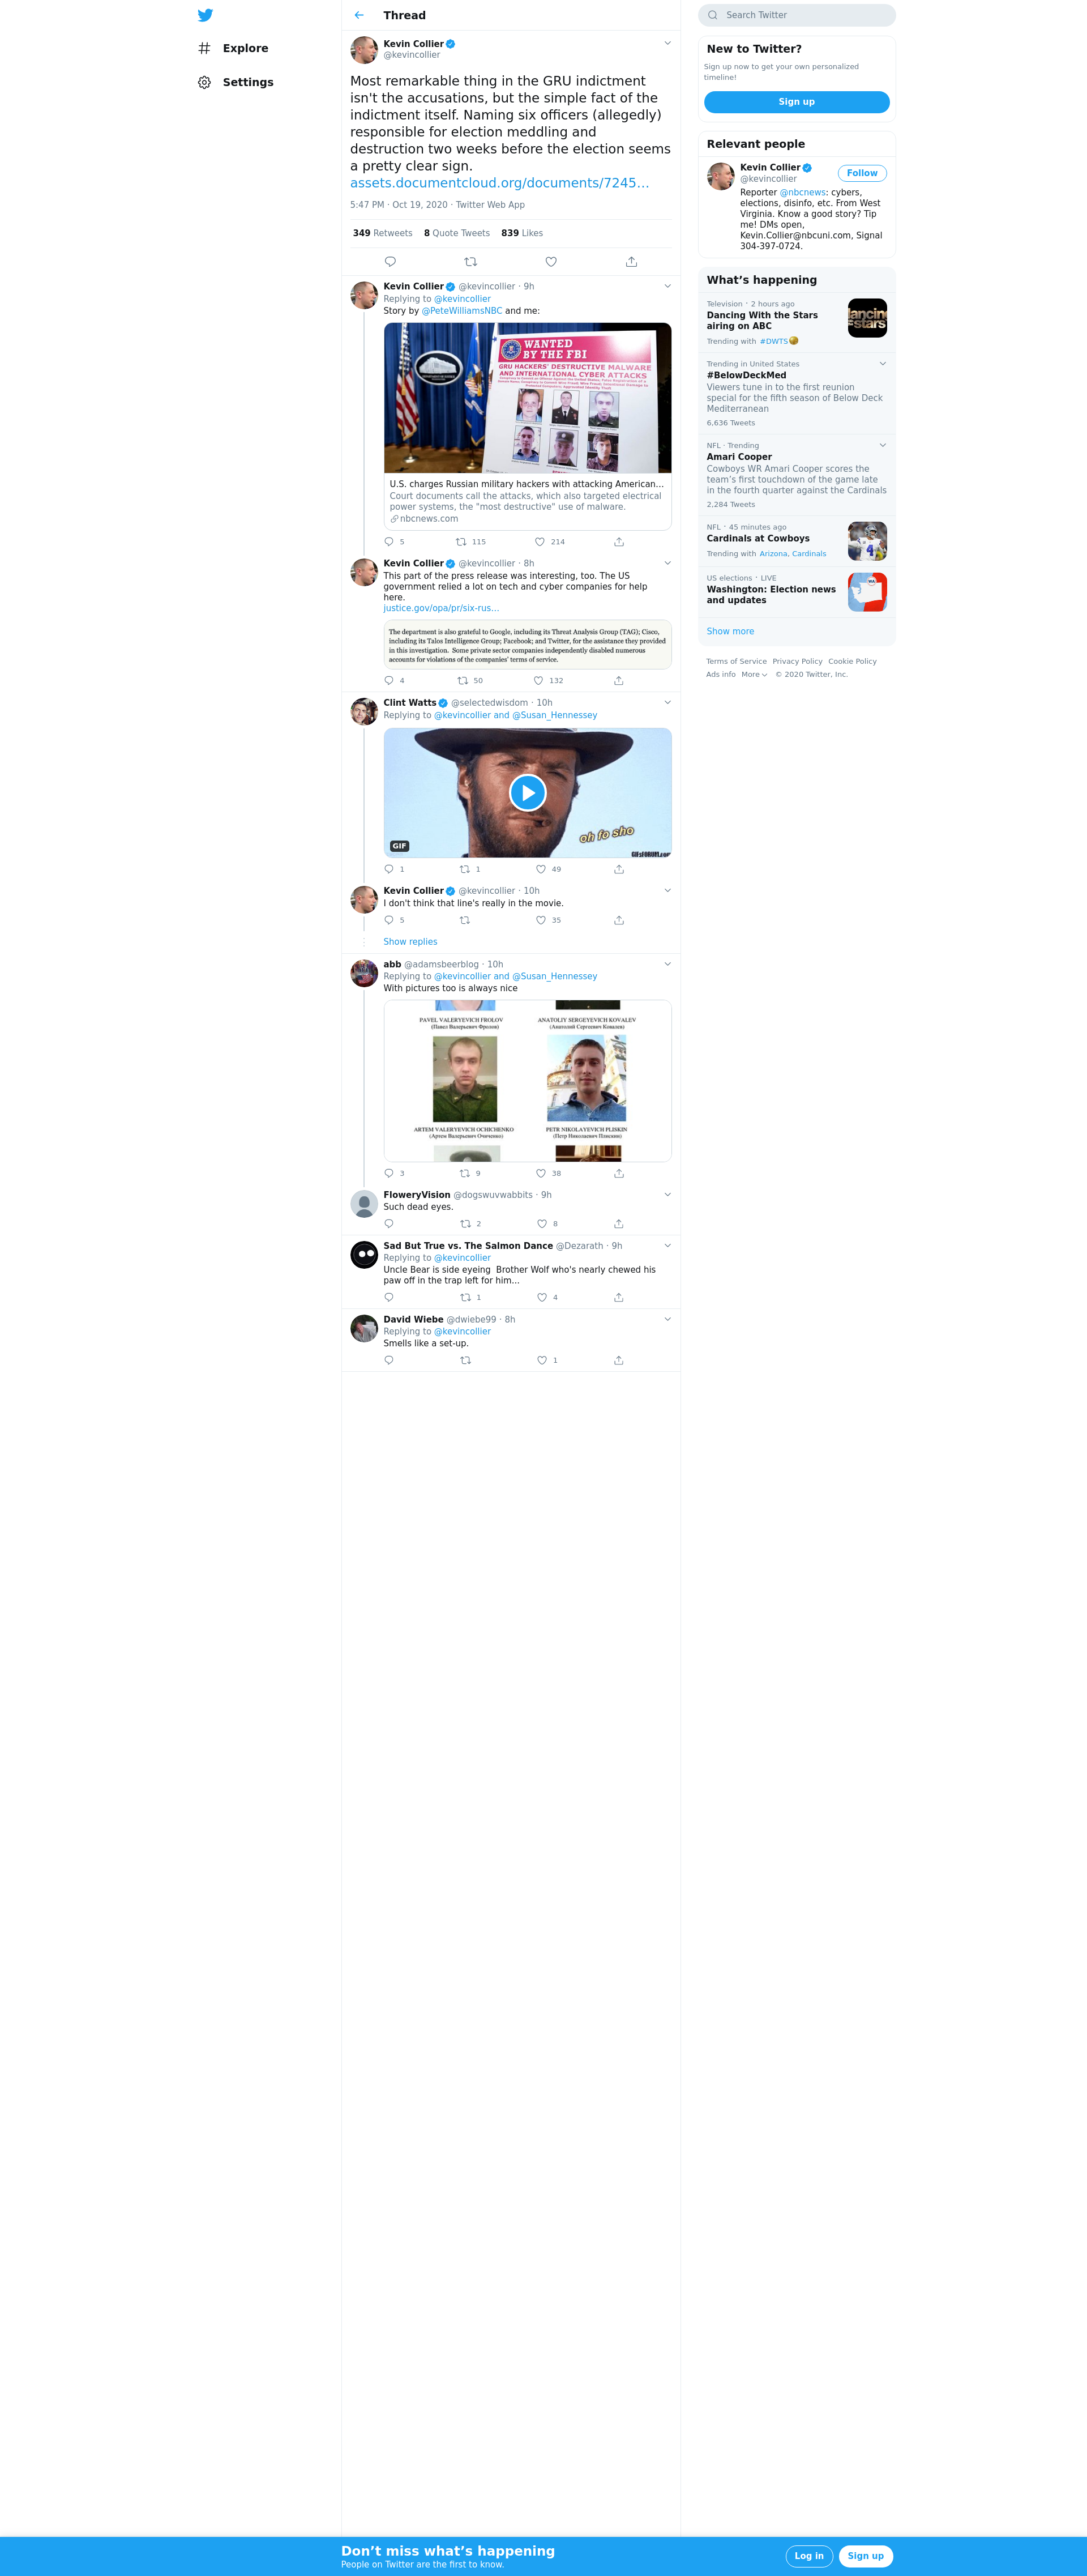 Explore
Settings
Thread
Kevin Collier
@kevincollier
Most remarkable thing in the GRU indictment
isn't the accusations, but the simple fact of the
indictment itself. Naming six officers (allegedly)
responsible for election meddling and
destruction two weeks before the election seems
a pretty clear sign.
assets.documentcloud.org/documents/7245…
5:47 PM · Oct 19, 2020 · Twitter Web App
349 Retweets 8 Quote Tweets 839 Likes
Kevin Collier @kevincollier · 9h
Replying to @kevincollier
Story by @PeteWilliamsNBC and me:
WANTED
BY THE FBI
GRU HACKERS' DESTRUCTIVE MALWARE
AND INTERNATIONAL CYBER ATTACKS
U.S. charges Russian military hackers with attacking American...
Court documents call the attacks, which also targeted electrical
power systems, the "most destructive" use of malware.
nbcnews.com
5 115 214
Kevin Collier @kevincollier · 8h
This part of the press release was interesting, too. The US
government relied a lot on tech and cyber companies for help
here.
justice.gov/opa/pr/six-rus…
The department is also grateful to Google, including its Threat Analysis Group (TAG); Cisco,
including its Talos Intelligence Group; Facebook; and Twitter, for the assistance they provided
in this investigation. Some private sector companies independently disabled numerous
accounts for violations of the companies' terms of service.
4 50 132
Clint Watts @selectedwisdom · 10h
Replying to @kevincollier and @Susan_Hennessey
oh fo sho
GIF
GIFsFORUM.com
1 1 49
Kevin Collier @kevincollier · 10h
I don't think that line's really in the movie.
5 35
Show replies
abb @adamsbeerblog · 10h
Replying to @kevincollier and @Susan_Hennessey
With pictures too is always nice
PAVEL VALERYEVICH FROLOV
(Павел Валерьевич Фролов)
ANATOLIY SERGEYEVICH KOVALEV
(Анатолий Сергеевич Ковалев)
ARTEM VALERYEVICH OCHICHENKO
(Артем Валерьевич Очиченко)
PETR NIKOLAYEVICH PLISKIN
(Петр Николаевич Плискин)
3 9 38
FloweryVision @dogswuvwabbits · 9h
Such dead eyes.
2 8
Sad But True vs. The Salmon Dance @Dezarath · 9h
Replying to @kevincollier
Uncle Bear is side eyeing Brother Wolf who's nearly chewed his
paw off in the trap left for him...
1 4
David Wiebe @dwiebe99 · 8h
Replying to @kevincollier
Smells like a set-up.
1
Search Twitter
New to Twitter?
Sign up now to get your own personalized
timeline!
Sign up
Relevant people
Kevin Collier
@kevincollier
Follow
Reporter @nbcnews: cybers,
elections, disinfo, etc. From West
Virginia. Know a good story? Tip
me! DMs open,
Kevin.Collier@nbcuni.com, Signal
304-397-0724.
What's happening
Television · 2 hours ago
Dancing With the Stars
airing on ABC
Trending with #DWTS
Trending in United States
#BelowDeckMed
Viewers tune in to the first reunion
special for the fifth season of Below Deck
Mediterranean
6,636 Tweets
NFL · Trending
Amari Cooper
Cowboys WR Amari Cooper scores the
team's first touchdown of the game late
in the fourth quarter against the Cardinals
2,284 Tweets
NFL · 45 minutes ago
Cardinals at Cowboys
Trending with Arizona, Cardinals
US elections · LIVE
Washington: Election news
and updates
WA
Show more
Terms of Service Privacy Policy Cookie Policy
Ads info More © 2020 Twitter, Inc.
Don't miss what's happening
People on Twitter are the first to know.
Log in
Sign up